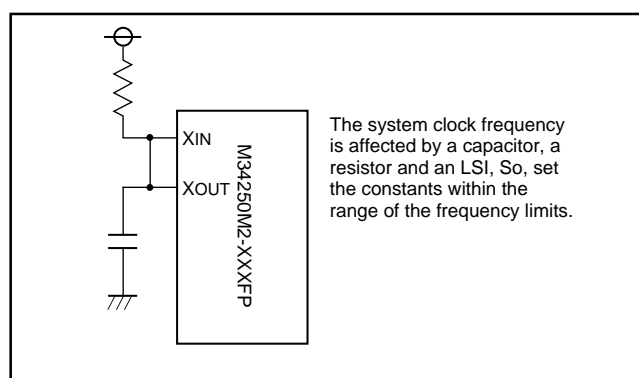 XIN
XOUT
M34250M2-XXXFP
The system clock frequency
is affected by a capacitor, a
resistor and an LSI, So, set
the constants within the
range of the frequency limits.